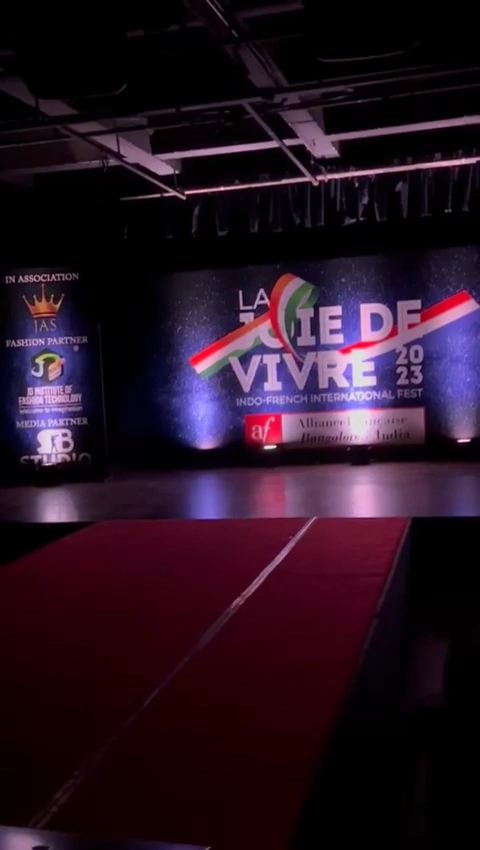 IN ASSOCIATION
JAS
FASHION PARTNER
JD INSTITUTE OF
FASHION TECHNOLOGY
MEDIA PARTNER
STUDIO
LA
JOIE DE
VIVRE 2023
INDO-FRENCH INTERNATIONAL FEST
af Alliance Française
Bangalore India